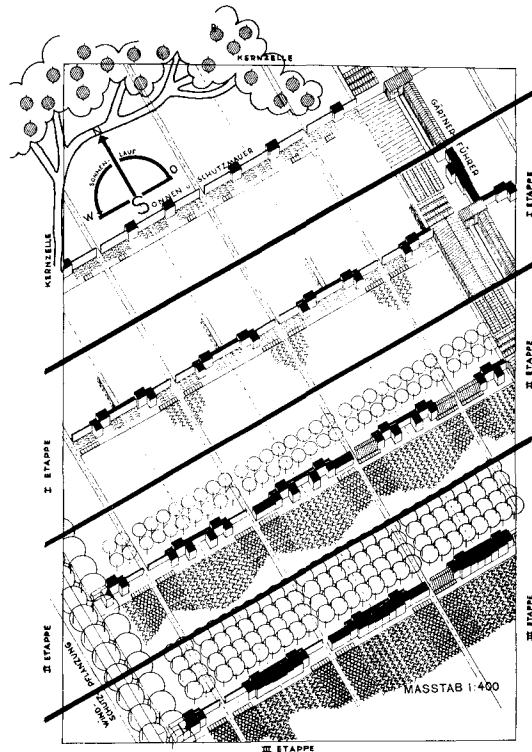 KERNZELLE
N
SONNEN-LAUF
W
S
O
SONNEN U. SCHUTZMAUER
GÄRTNER-FÜHRER
KERNZELLE
I ETAPPE
II ETAPPE
I ETAPPE
II ETAPPE
WIND-
SCHUTZ
PFLANZUNG
III ETAPPE
MASSTAB 1:400
III ETAPPE